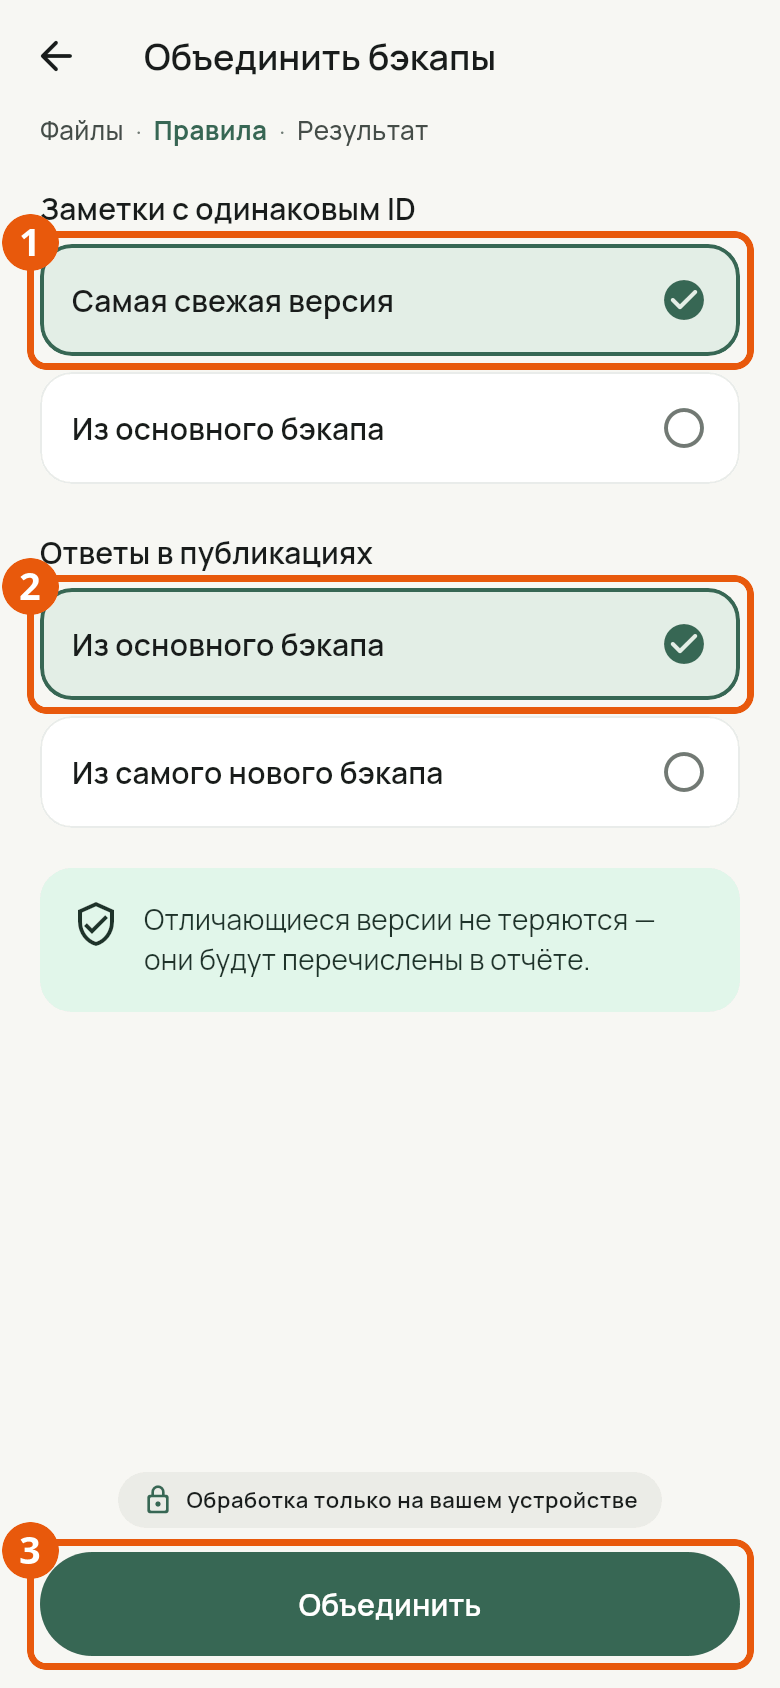 Объединить бэкапы
Файлы · Правила · Результат
Заметки с одинаковым ID
1
Самая свежая версия
Из основного бэкапа
Ответы в публикациях
2
Из основного бэкапа
Из самого нового бэкапа
Отличающиеся версии не теряются —
они будут перечислены в отчёте.
Обработка только на вашем устройстве
3
Объединить